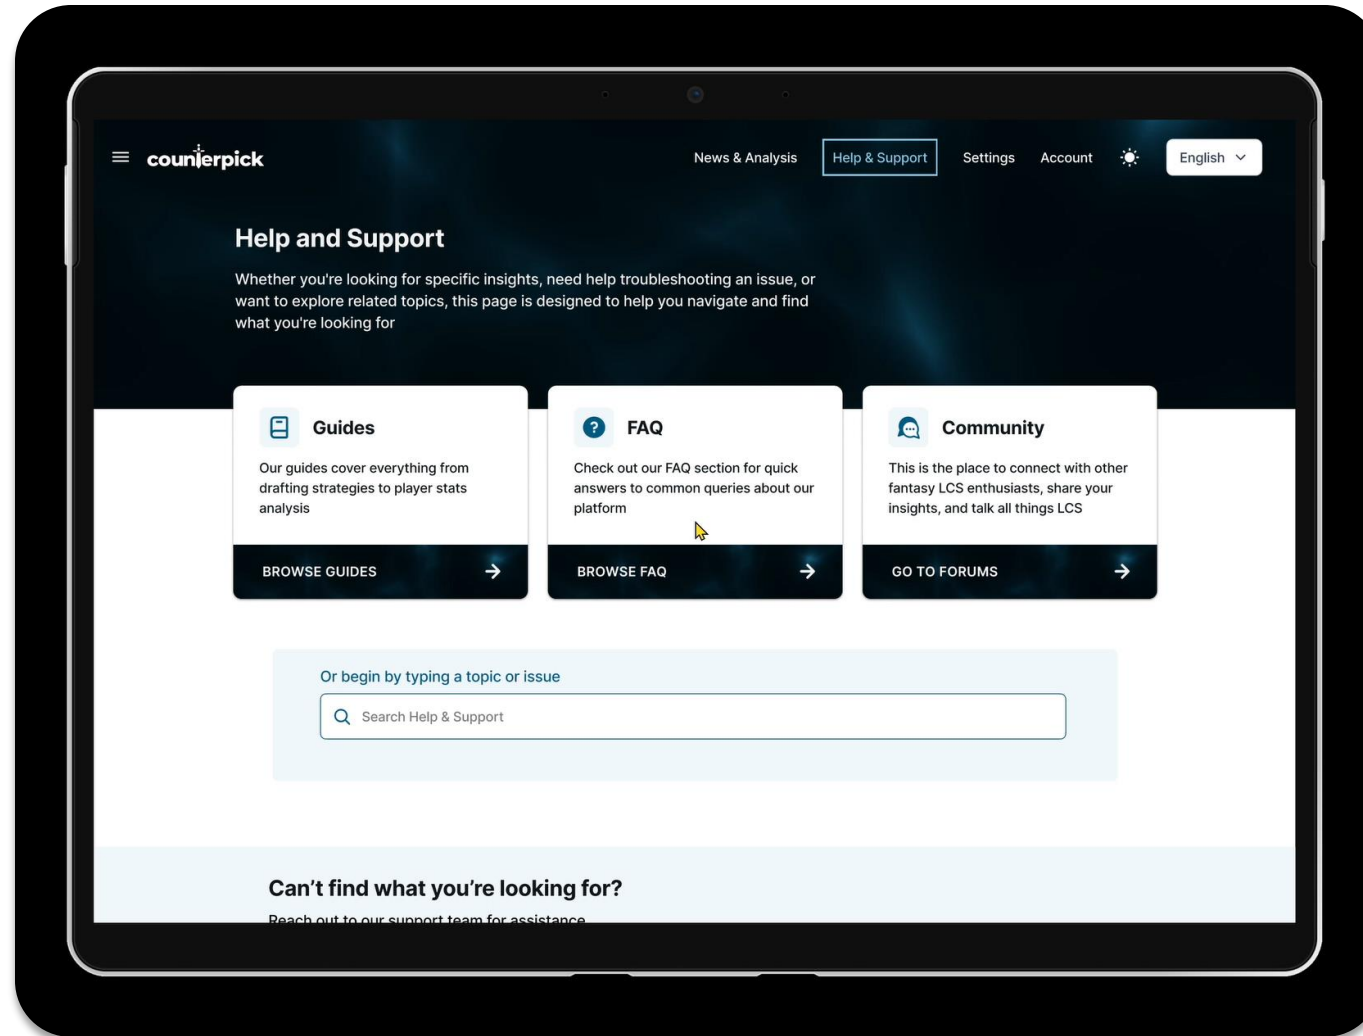 counterpick
News & Analysis
Help & Support
Settings
Account
English
Help and Support
Whether you're looking for specific insights, need help troubleshooting an issue, or
want to explore related topics, this page is designed to help you navigate and find
what you're looking for
Guides
Our guides cover everything from
drafting strategies to player stats
analysis
BROWSE GUIDES
FAQ
Check out our FAQ section for quick
answers to common queries about our
platform
BROWSE FAQ
Community
This is the place to connect with other
fantasy LCS enthusiasts, share your
insights, and talk all things LCS
GO TO FORUMS
Or begin by typing a topic or issue
Search Help & Support
Can't find what you're looking for?
Reach out to our support team for assistance